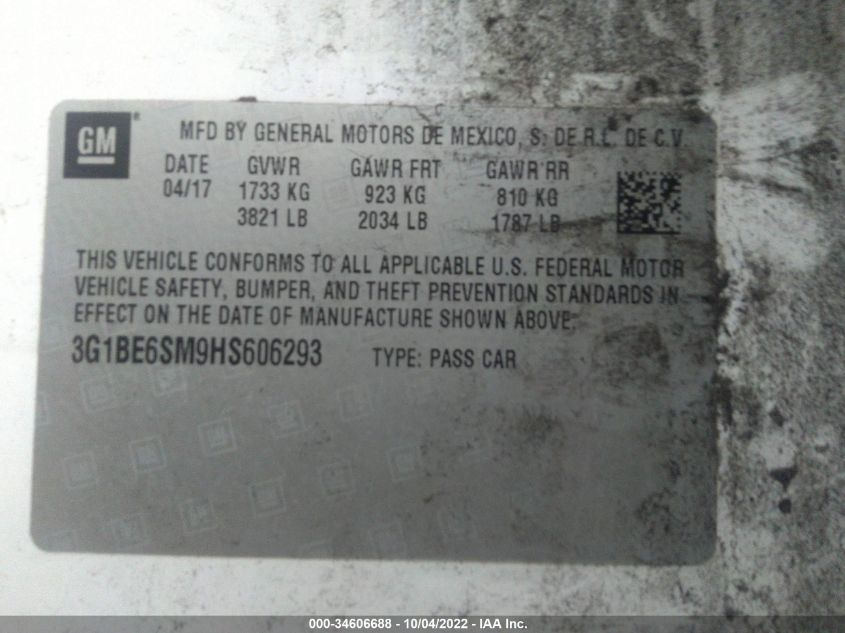 GM®
MFD BY GENERAL MOTORS DE MEXICO, S. DE R.L. DE C.V.
DATE GVWR GAWR FRT GAWR RR
04/17 1733 KG 923 KG 810 KG
3821 LB 2034 LB 1787 LB
THIS VEHICLE CONFORMS TO ALL APPLICABLE U.S. FEDERAL MOTOR
VEHICLE SAFETY, BUMPER, AND THEFT PREVENTION STANDARDS IN
EFFECT ON THE DATE OF MANUFACTURE SHOWN ABOVE.
3G1BE6SM9HS606293 TYPE: PASS CAR
000-34606688 - 10/04/2022 - IAA Inc.